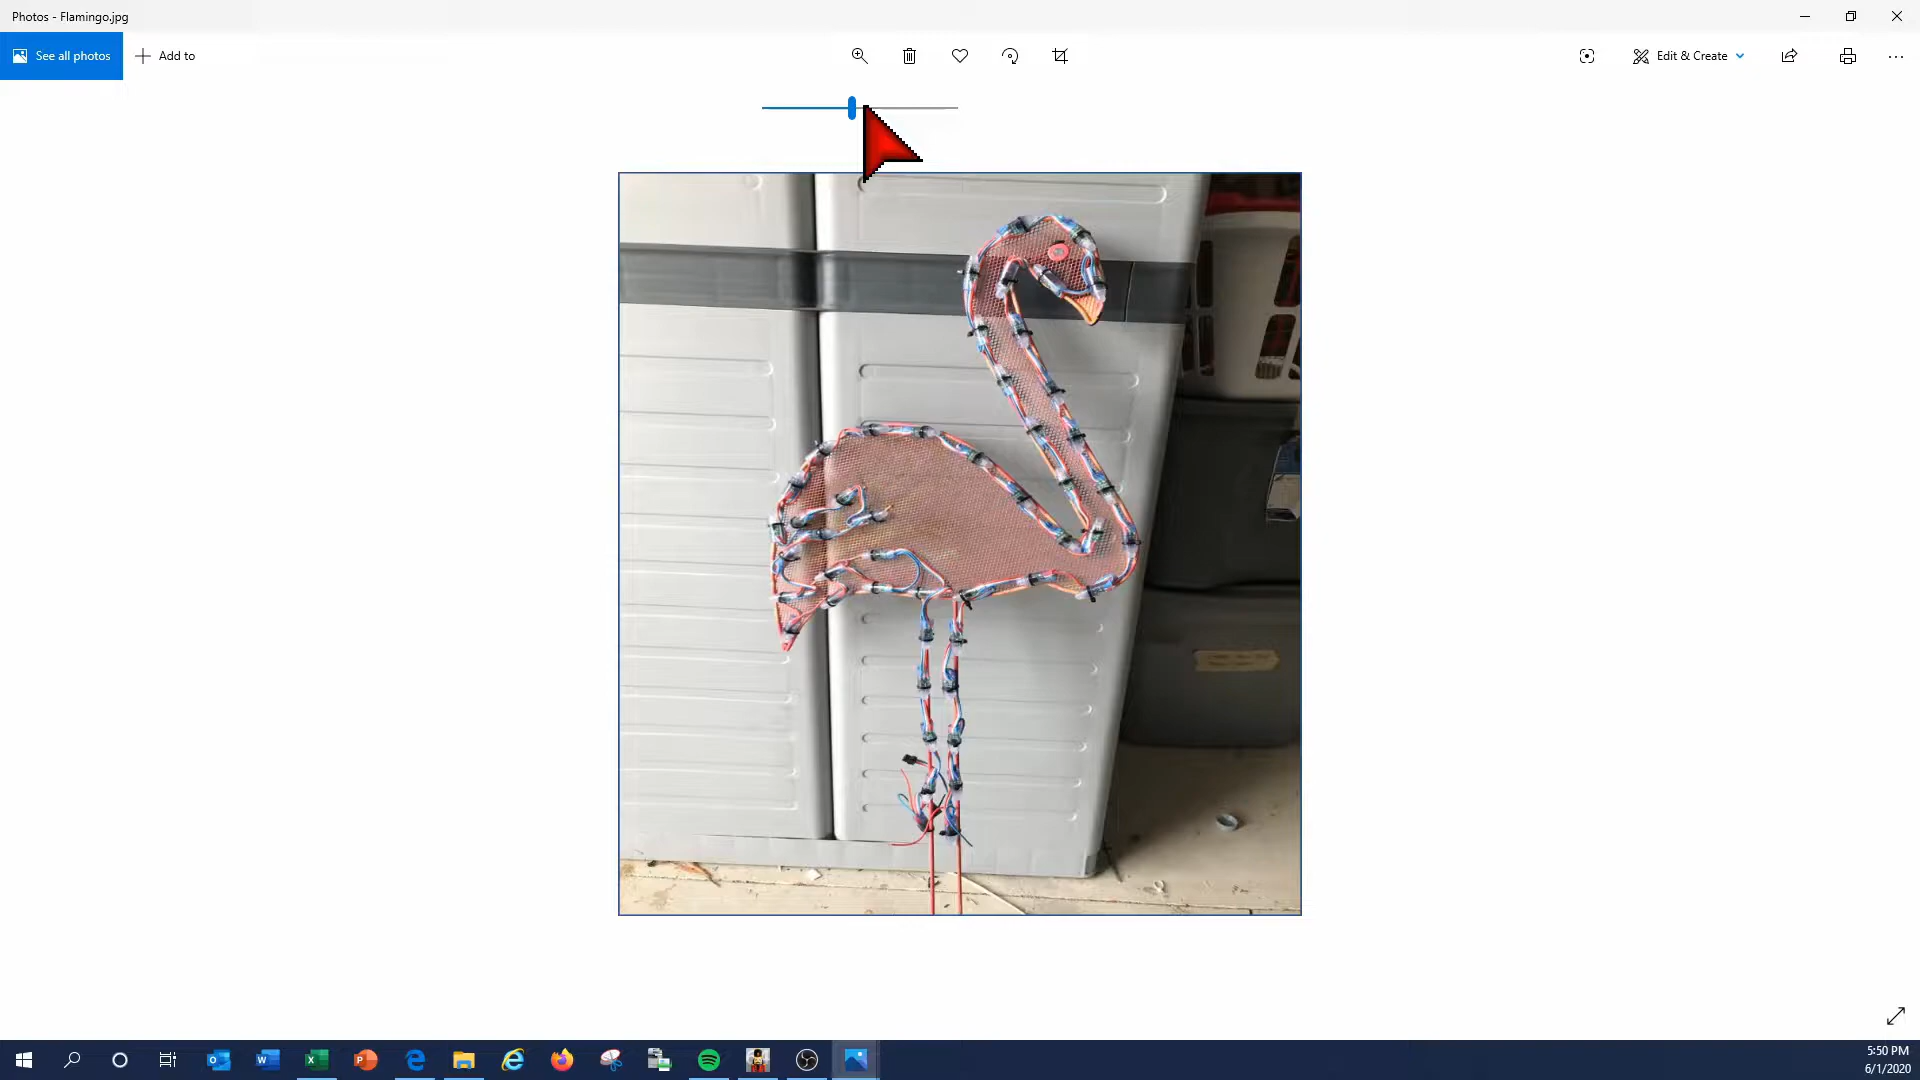 Photos - Flamingo.jpg
See all photos
Add to
Edit & Create
5:50 PM
6/1/2020